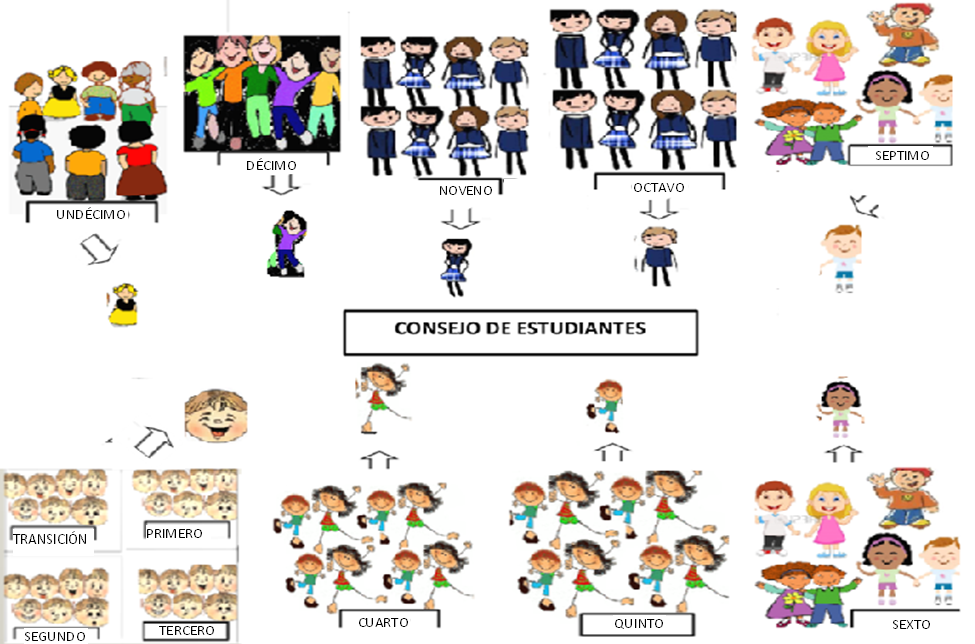 DÉCIMO
SEPTIMO
NOVENO
OCTAVO
UNDÉCIMO
CONSEJO DE ESTUDIANTES
TRANSICIÓN
PRIMERO
SEGUNDO
TERCERO
CUARTO
QUINTO
SEXTO